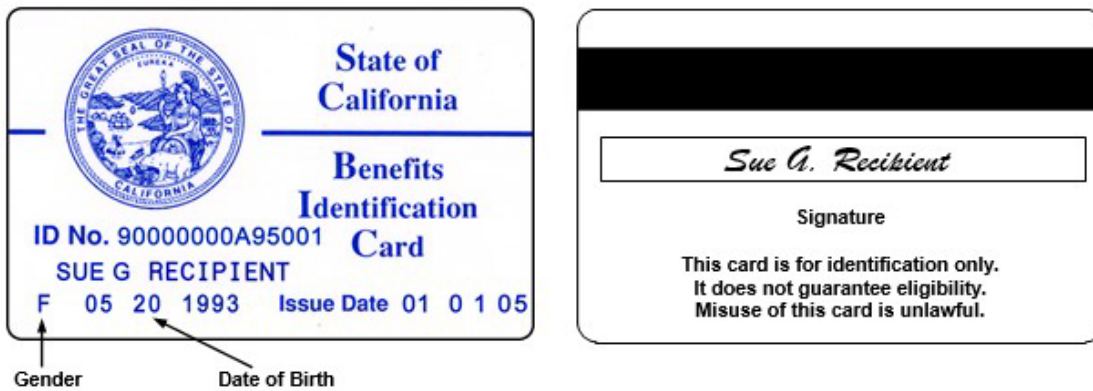 THE GREAT SEAL OF THE STATE OF CALIFORNIA
EUREKA
State of
California
Benefits
Identification
Card
ID No. 90000000A95001
SUE G RECIPIENT
F 05 20 1993 Issue Date 01 0 1 05
Gender
Date of Birth
Sue G. Recipient
Signature
This card is for identification only.
It does not guarantee eligibility.
Misuse of this card is unlawful.